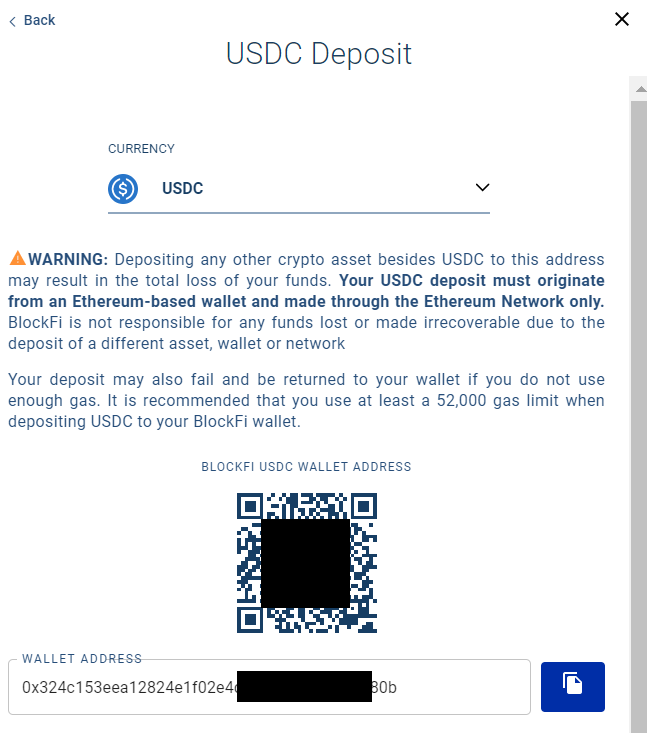 Back
USDC Deposit
CURRENCY
USDC
WARNING: Depositing any other crypto asset besides USDC to this address
may result in the total loss of your funds. Your USDC deposit must originate
from an Ethereum-based wallet and made through the Ethereum Network only.
BlockFi is not responsible for any funds lost or made irrecoverable due to the
deposit of a different asset, wallet or network
Your deposit may also fail and be returned to your wallet if you do not use
enough gas. It is recommended that you use at least a 52,000 gas limit when
depositing USDC to your BlockFi wallet.
BLOCKFI USDC WALLET ADDRESS
WALLET ADDRESS
0x324c153eea12824e1f02e4 80b